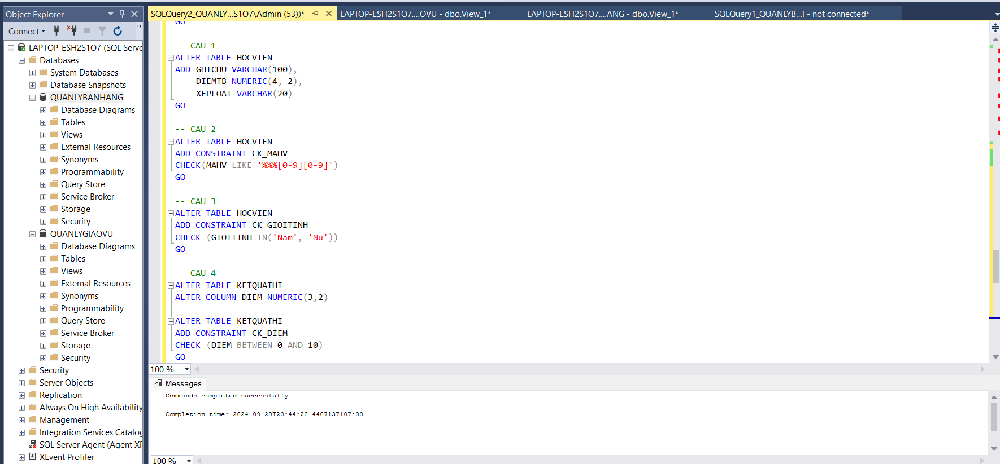 Object Explorer
Connect
LAPTOP-ESH2S1O7 (SQL Serve
Databases
System Databases
Database Snapshots
QUANLYBANHANG
Database Diagrams
Tables
Views
External Resources
Synonyms
Programmability
Query Store
Service Broker
Storage
Security
QUANLYGIAOVU
Database Diagrams
Tables
Views
External Resources
Synonyms
Programmability
Query Store
Service Broker
Storage
Security
Security
Server Objects
Replication
Always On High Availability
Management
Integration Services Catalog
SQL Server Agent (Agent XP
XEvent Profiler
SQLQuery2_QUANLY...S1O7\Admin (53))* LAPTOP-ESH2S1O7....OVU - dbo.View_1* LAPTOP-ESH2S1O7....ANG - dbo.View_1* SQLQuery1_QUANLYB...I - not connected*
GO
-- CAU 1
ALTER TABLE HOCVIEN
ADD GHICHU VARCHAR(100),
DIEMTB NUMERIC(4, 2),
XEPLOAI VARCHAR(20)
GO
-- CAU 2
ALTER TABLE HOCVIEN
ADD CONSTRAINT CK_MAHV
CHECK(MAHV LIKE '%%%[0-9][0-9]')
GO
-- CAU 3
ALTER TABLE HOCVIEN
ADD CONSTRAINT CK_GIOITINH
CHECK (GIOITINH IN('Nam', 'Nu'))
GO
-- CAU 4
ALTER TABLE KETQUATHI
ALTER COLUMN DIEM NUMERIC(3,2)
ALTER TABLE KETQUATHI
ADD CONSTRAINT CK_DIEM
CHECK (DIEM BETWEEN 0 AND 10)
GO
100 %
Messages
Commands completed successfully.
Completion time: 2024-09-28T20:44:20.4407137+07:00
100 %